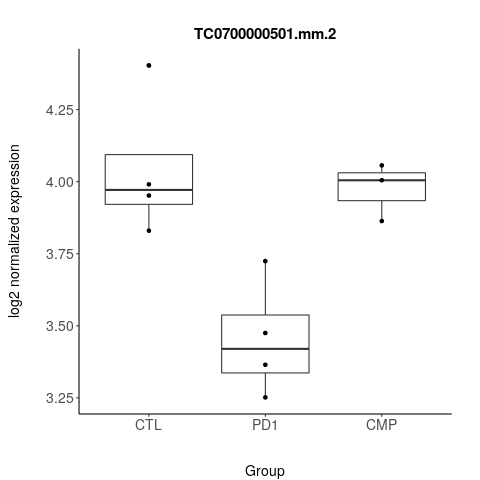 TC0700000501.mm.2
log2 normalized expression
4.25
4.00
3.75
3.50
3.25
CTL
PD1
CMP
Group